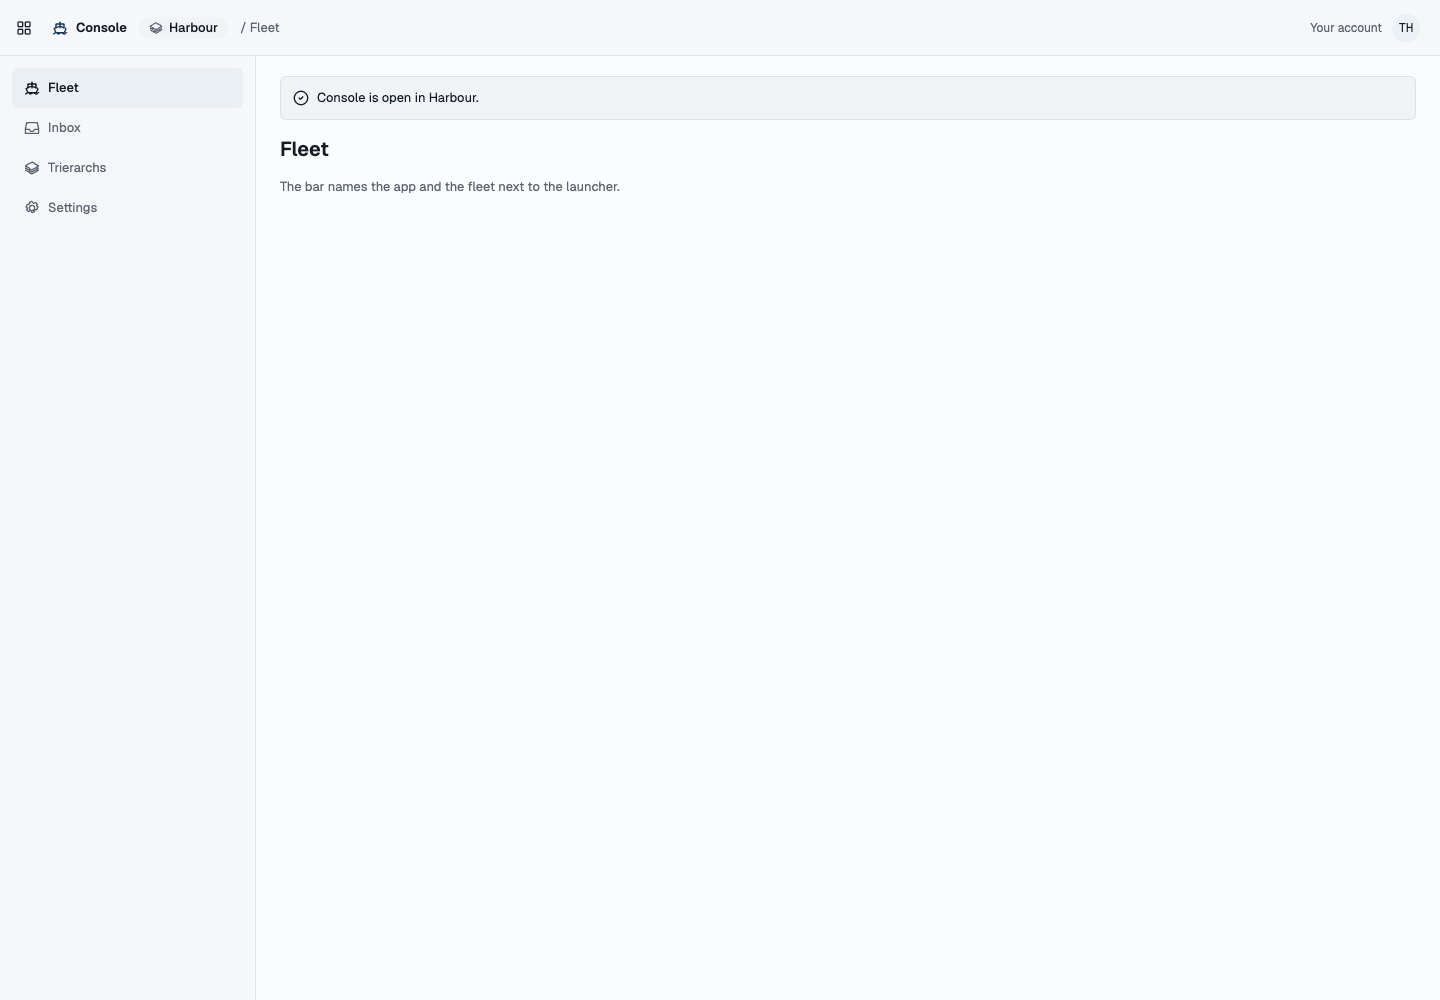 Console Harbour / Fleet Your account TH
Fleet
Inbox
Trierarchs
Settings
Console is open in Harbour.
Fleet
The bar names the app and the fleet next to the launcher.